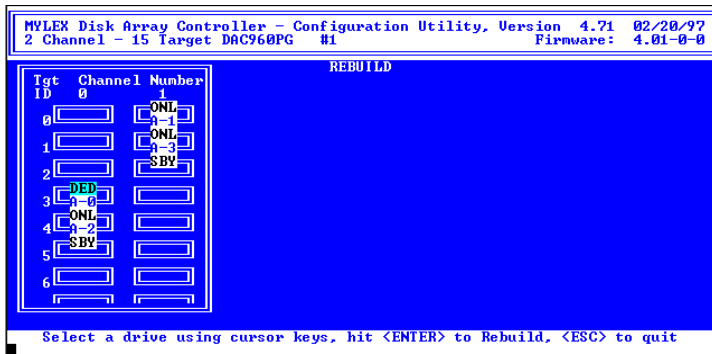 MYLEX Disk Array Controller - Configuration Utility, Version 4.71 02/20/97
2 Channel - 15 Target DAC960PG #1 Firmware: 4.01-0-0
REBUILD
Tgt Channel Number
ID 0 1
ONL
0 A-1
ONL
1 A-3
SBY
2
DED
3 A-0
ONL
4 A-2
SBY
5
6
Select a drive using cursor keys, hit <ENTER> to Rebuild, <ESC> to quit